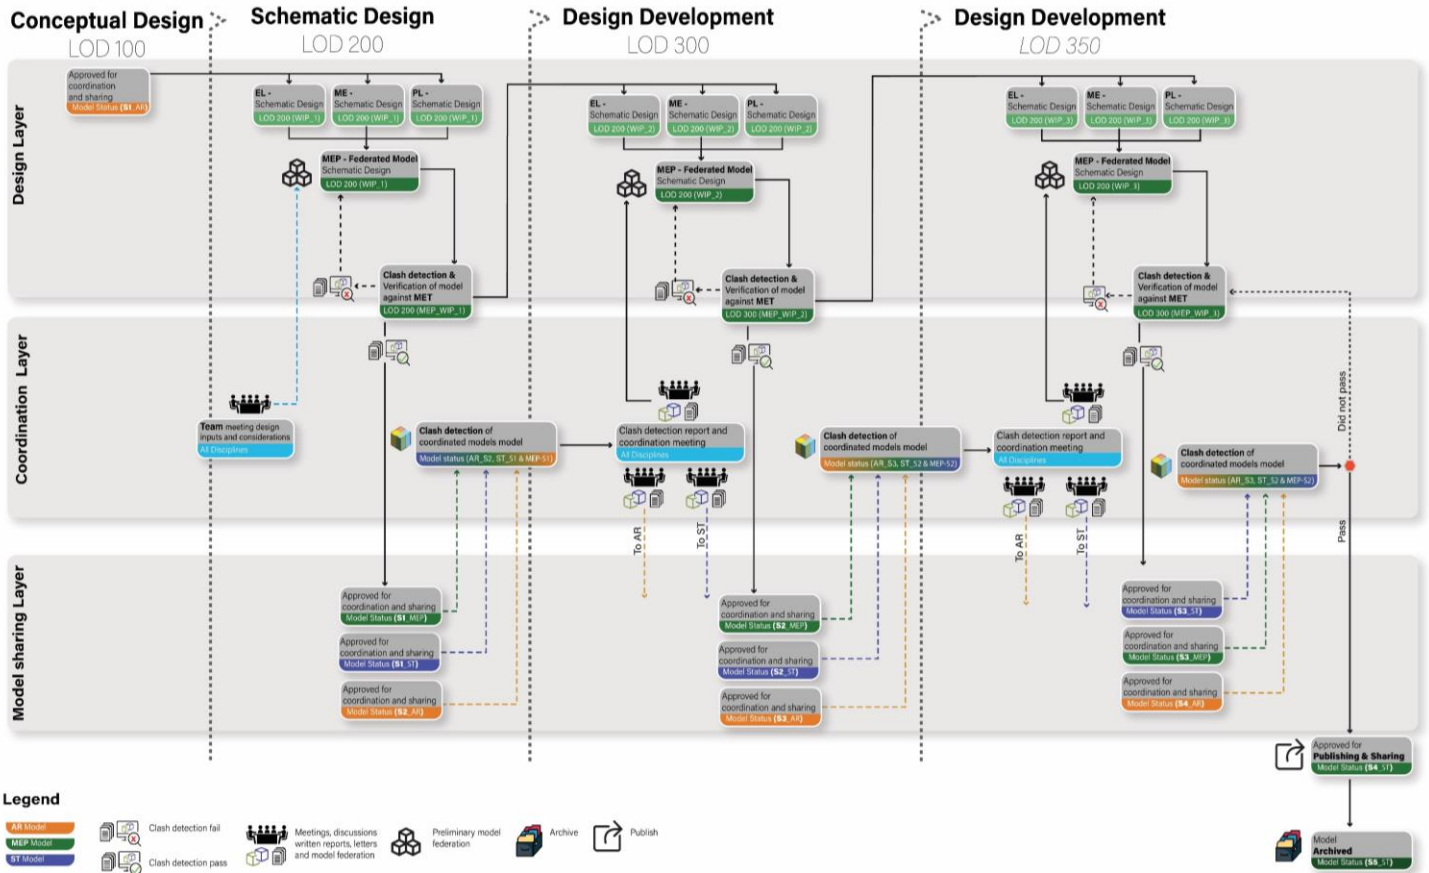 Conceptual Design
LOD 100
Schematic Design
LOD 200
Design Development
LOD 300
Design Development
LOD 350
Design Layer
Approved for
coordination
and sharing
Model Status (S1_AR)
EL -
Schematic Design
LOD 200 (WIP_1)
ME -
Schematic Design
LOD 200 (WIP_1)
PL -
Schematic Design
LOD 200 (WIP_1)
MEP - Federated Model
Schematic Design
LOD 200 (WIP_1)
Clash detection &
Verification of model
against MET
LOD 200 (MEP_WIP_1)
EL -
Schematic Design
LOD 200 (WIP_2)
ME -
Schematic Design
LOD 200 (WIP_2)
PL -
Schematic Design
LOD 200 (WIP_2)
MEP - Federated Model
Schematic Design
LOD 200 (WIP_2)
Clash detection &
Verification of model
against MET
LOD 300 (MEP_WIP_2)
EL -
Schematic Design
LOD 200 (WIP_3)
ME -
Schematic Design
LOD 200 (WIP_3)
PL -
Schematic Design
LOD 200 (WIP_3)
MEP - Federated Model
Schematic Design
LOD 200 (WIP_3)
Clash detection &
Verification of model
against MET
LOD 300 (MEP_WIP_3)
Coordination Layer
Team meeting design
inputs and considerations
All Disciplines
Clash detection of
coordinated models model
Model status (AR_S2, ST_S1 & MEP-S1)
Clash detection report and
coordination meeting
All Disciplines
To AR
To ST
Clash detection of
coordinated models model
Model status (AR_S3, ST_S2 & MEP-S2)
Clash detection report and
coordination meeting
All Disciplines
To AR
To ST
Clash detection of
coordinated models model
Model status (AR_S3, ST_S2 & MEP-S2)
Did not pass
Pass
Model sharing Layer
Approved for
coordination and sharing
Model Status (S1_MEP)
Approved for
coordination and sharing
Model Status (S1_ST)
Approved for
coordination and sharing
Model Status (S2_AR)
Approved for
coordination and sharing
Model Status (S2_MEP)
Approved for
coordination and sharing
Model Status (S2_ST)
Approved for
coordination and sharing
Model Status (S3_AR)
Approved for
coordination and sharing
Model Status (S3_ST)
Approved for
coordination and sharing
Model Status (S3_MEP)
Approved for
coordination and sharing
Model Status (S4_AR)
Approved for
Publishing & Sharing
Model Status (S4_ST)
Model
Archived
Model Status (S5_ST)
Legend
AR Model
MEP Model
ST Model
Clash detection fail
Clash detection pass
Meetings, discussions
written reports, letters
and model federation
Preliminary model
federation
Archive
Publish